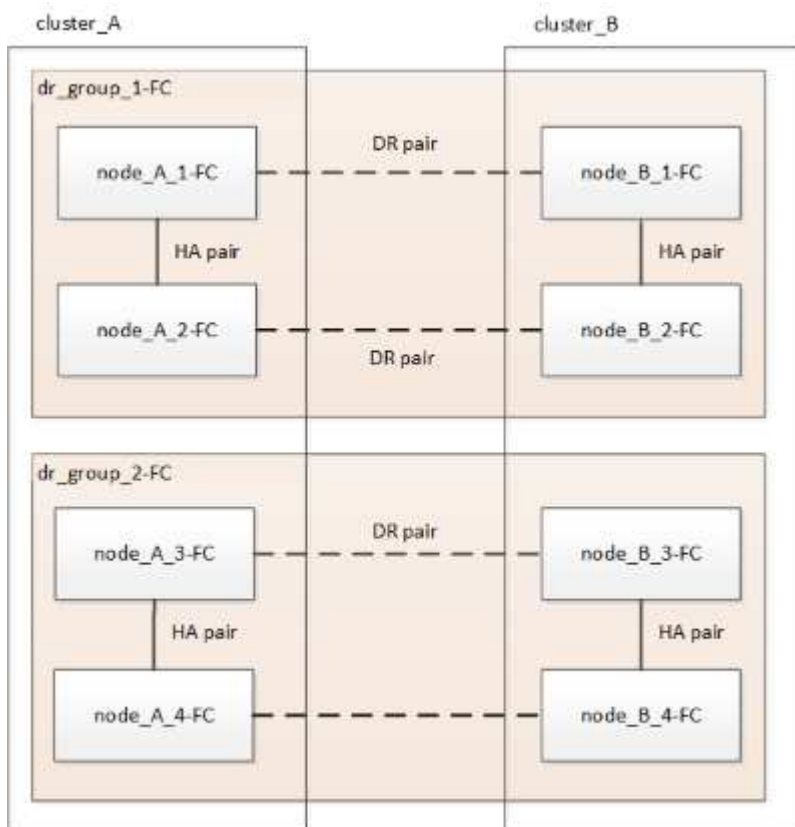 cluster_A
cluster_B
dr_group_1-FC
DR pair
node_A_1-FC
node_B_1-FC
HA pair
HA pair
node_A_2-FC
node_B_2-FC
DR pair
dr_group_2-FC
DR pair
node_A_3-FC
node_B_3-FC
HA pair
HA pair
node_A_4-FC
node_B_4-FC